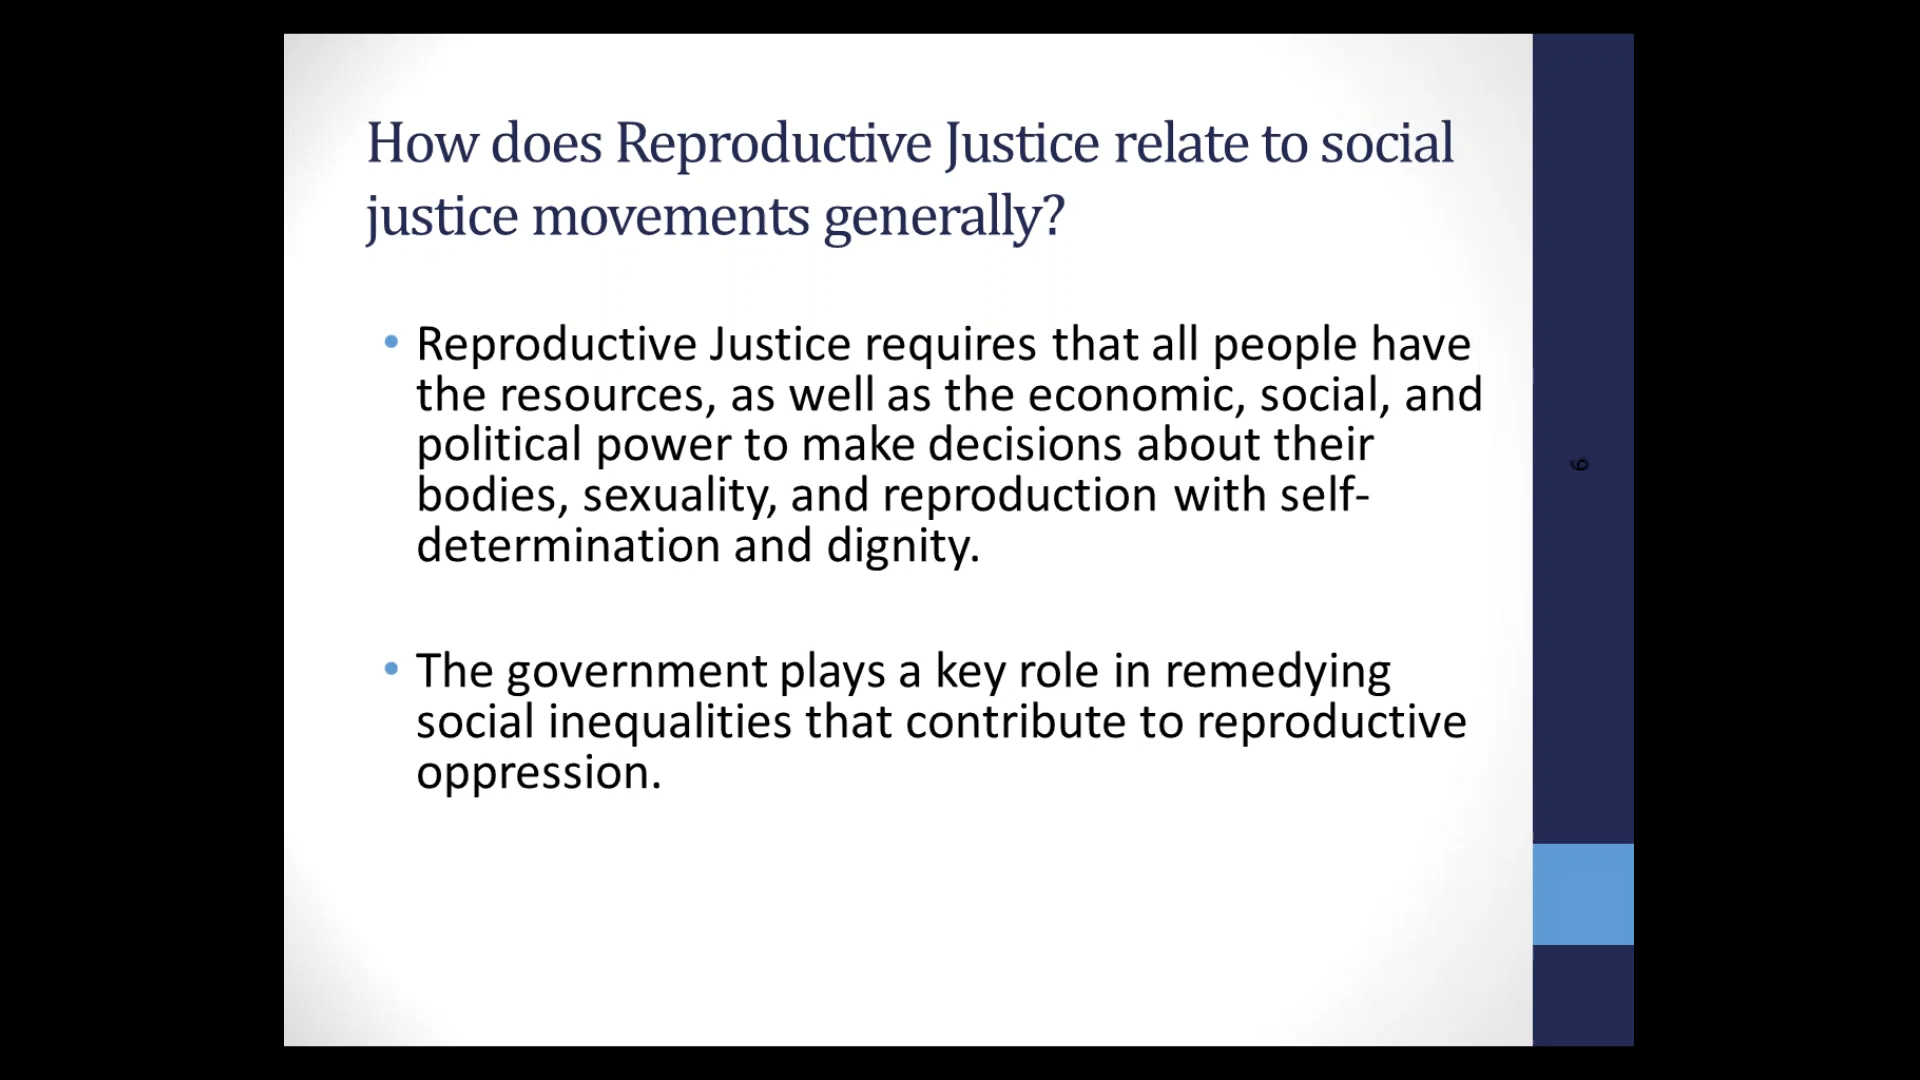 How does Reproductive Justice relate to social
justice movements generally?
• Reproductive Justice requires that all people have
the resources, as well as the economic, social, and
political power to make decisions about their
bodies, sexuality, and reproduction with self-
determination and dignity.
• The government plays a key role in remedying
social inequalities that contribute to reproductive
oppression.